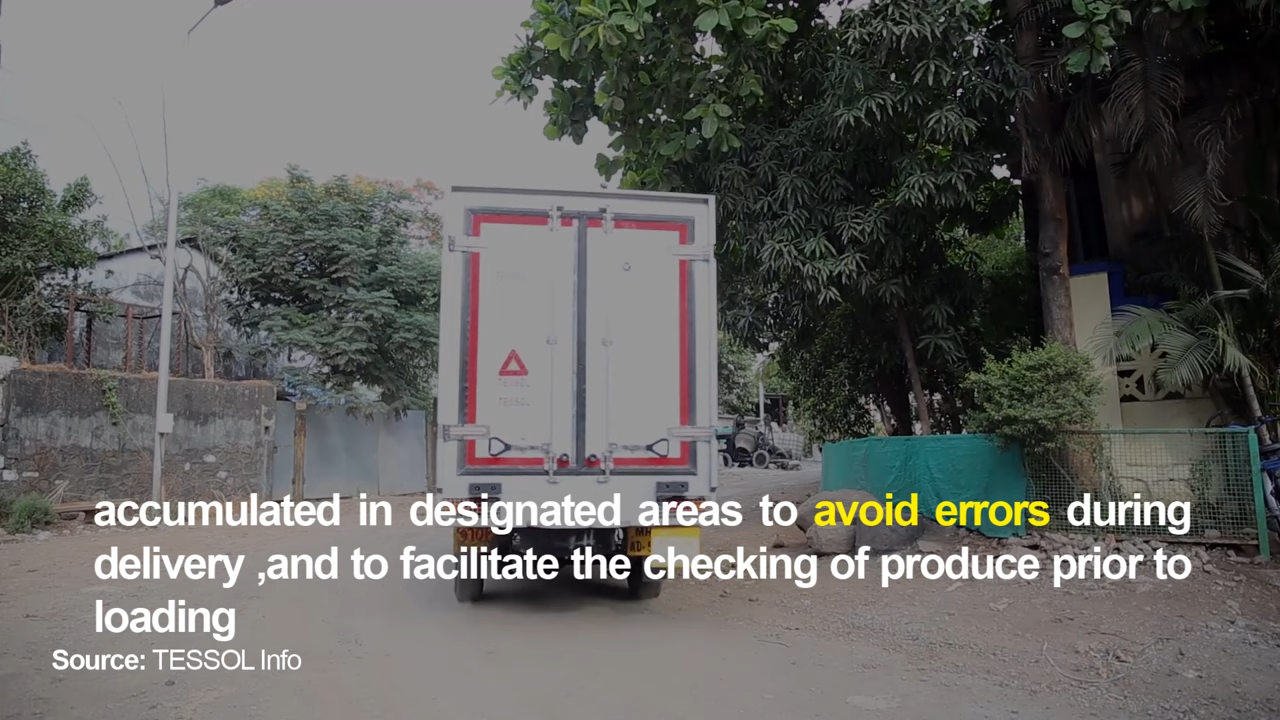 TESSOL
TESSOL
accumulated in designated areas to avoid errors during
delivery ,and to facilitate the checking of produce prior to
loading
Source: TESSOL Info